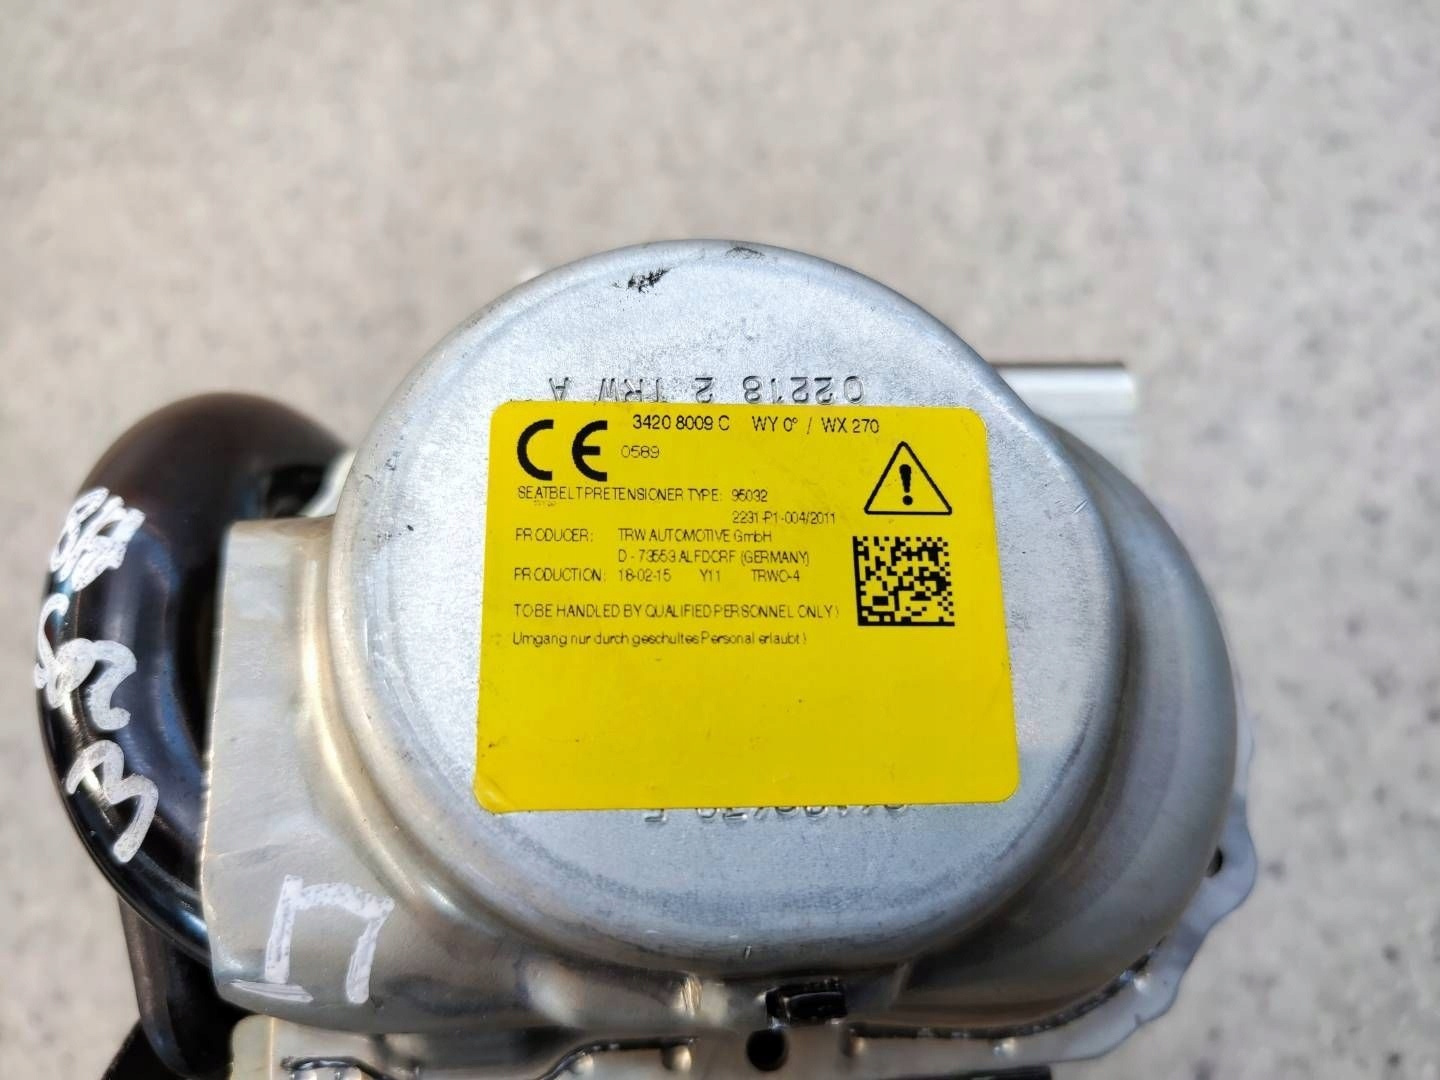 02218 2 TRW A
3420 8009 C WY 0° / WX 270
CE 0589
SEATBELT PRETENSIONER TYPE: 95032
2231-P1-004/2011
PRODUCER: TRW AUTOMOTIVE GmbH
D - 73553 ALFDORF (GERMANY)
PRODUCTION: 18-02-15 Y11 TRWO-4
TO BE HANDLED BY QUALIFIED PERSONNEL ONLY!
Umgang nur durch geschultes Personal erlaubt!
П